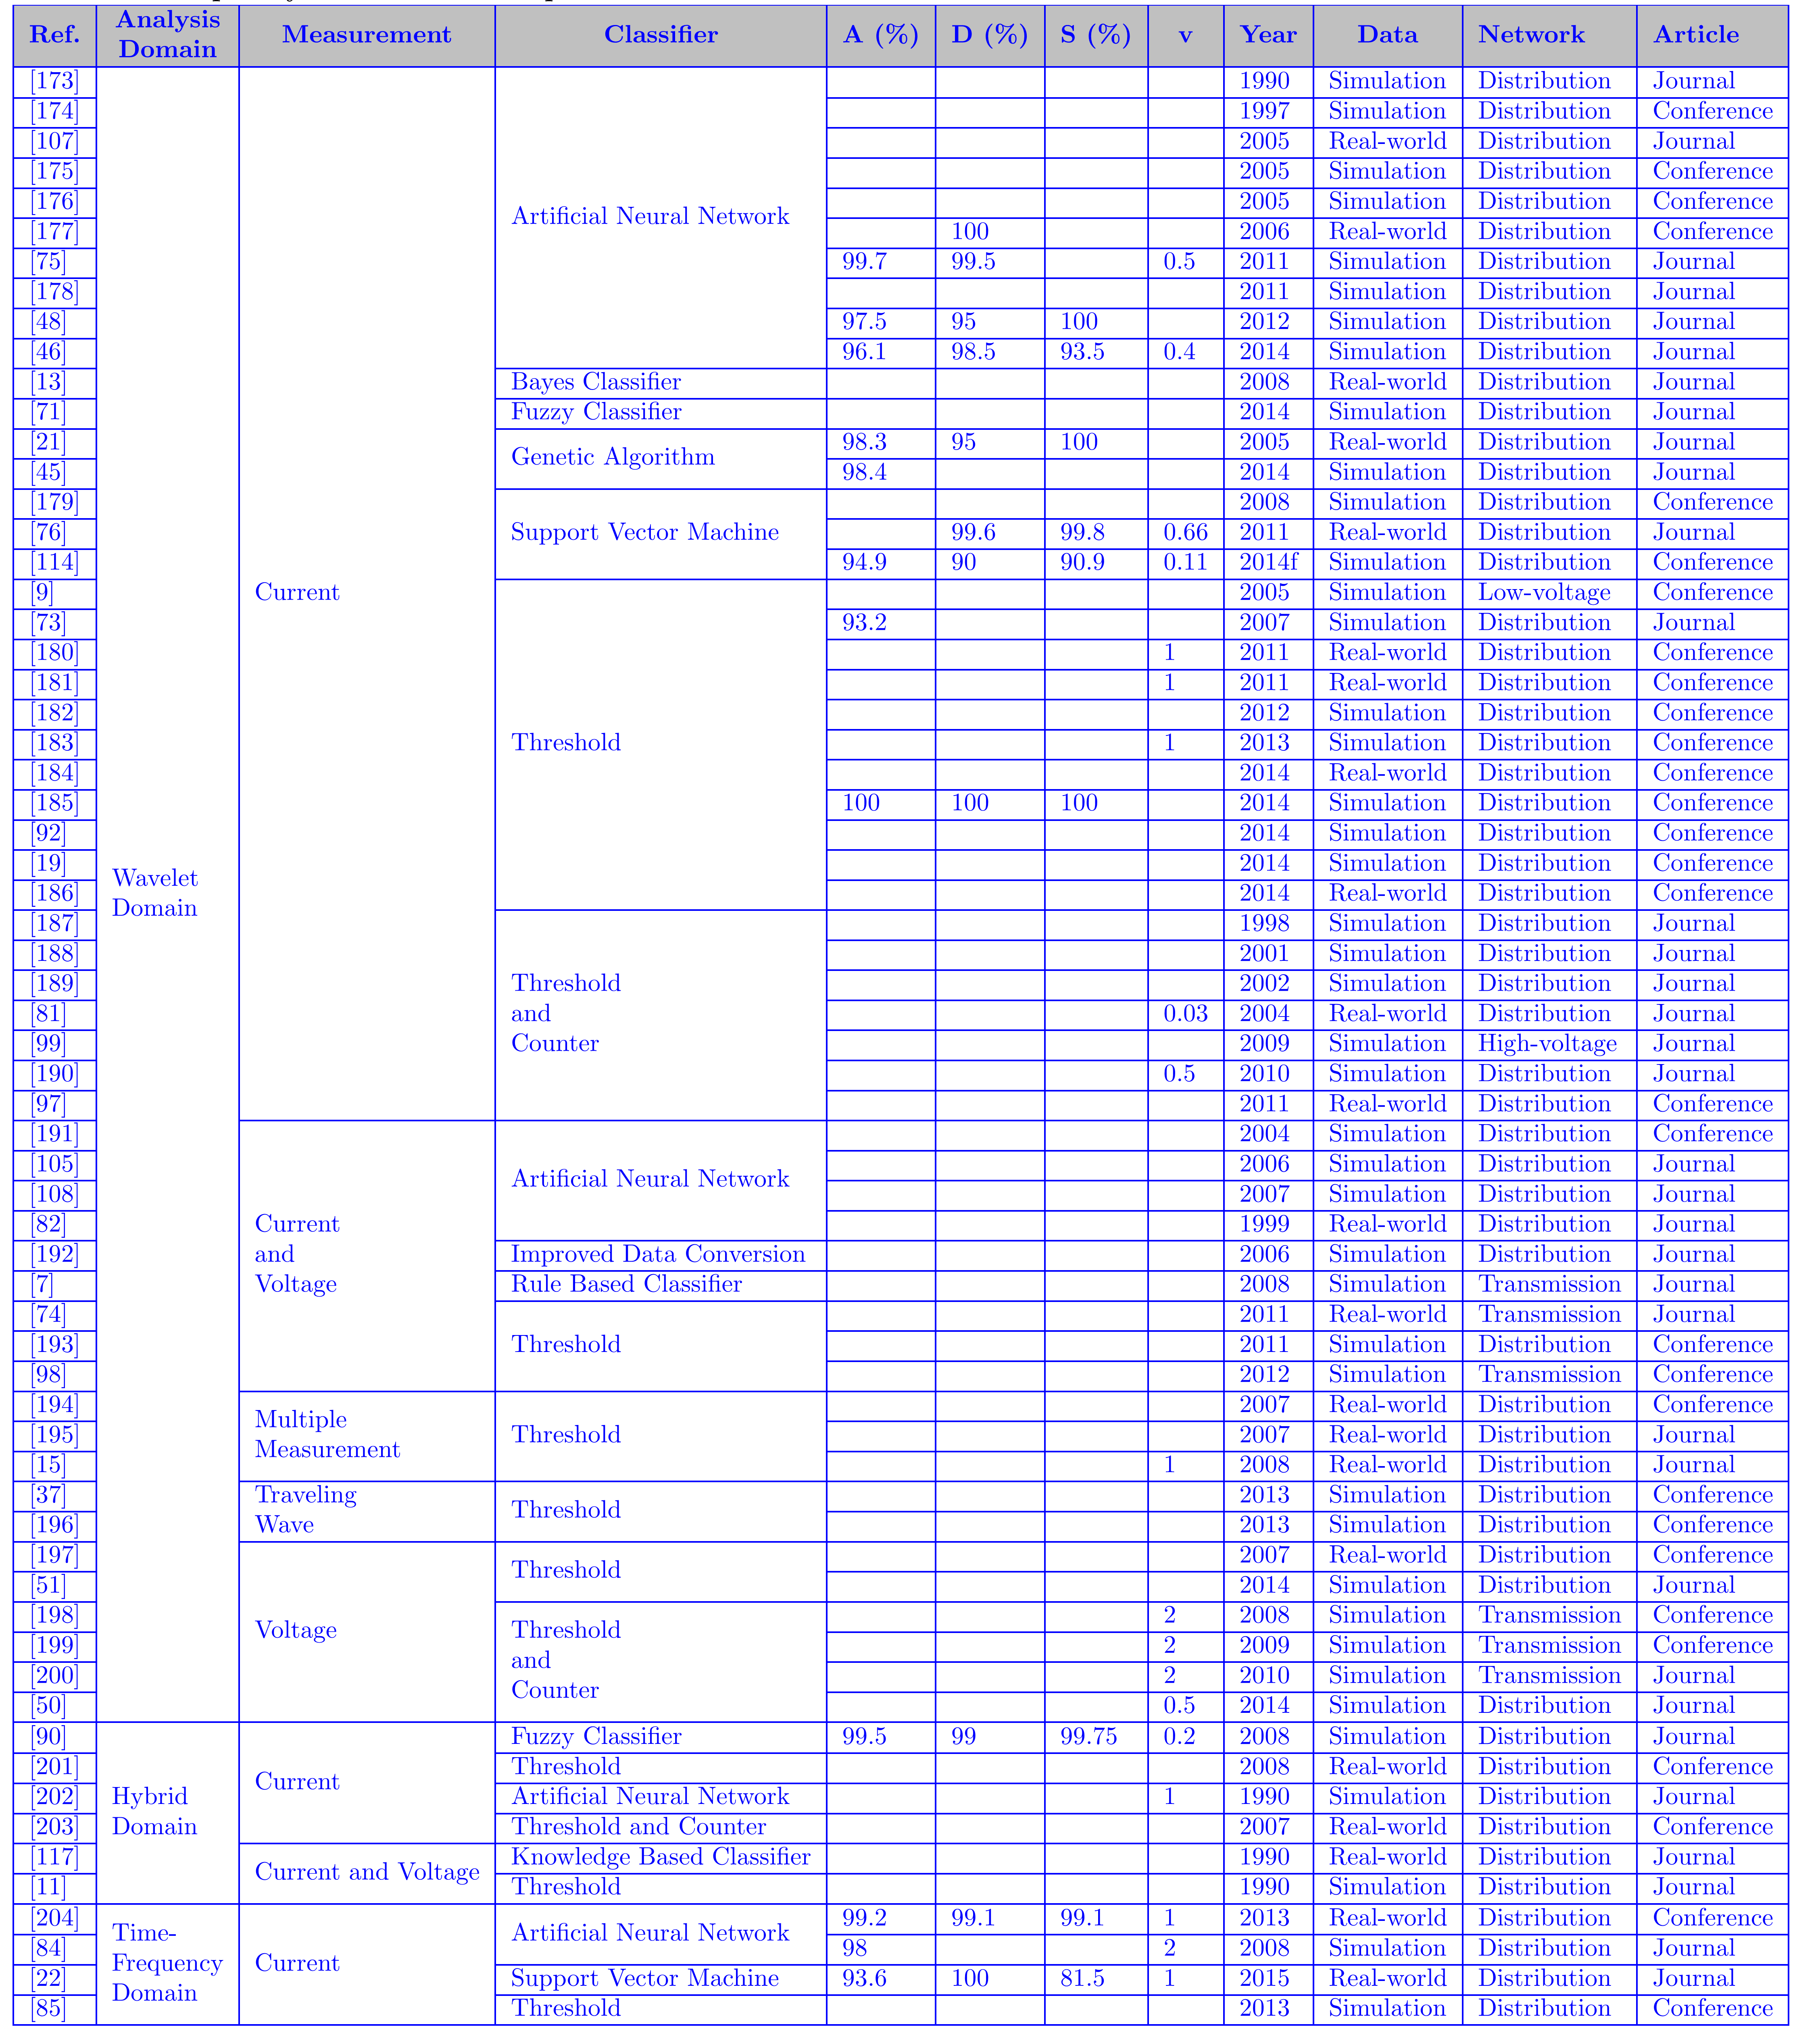 Ref. Analysis Domain Measurement Classifier A (%) D (%) S (%) v Year Data Network Article
[173] 1990 Simulation Distribution Journal
[174] 1997 Simulation Distribution Conference
[107] 2005 Real-world Distribution Journal
[175] 2005 Simulation Distribution Conference
[176] 2005 Simulation Distribution Conference
Artificial Neural Network
[177] 100 2006 Real-world Distribution Conference
[75] 99.7 99.5 0.5 2011 Simulation Distribution Journal
[178] 2011 Simulation Distribution Journal
[48] 97.5 95 100 2012 Simulation Distribution Journal
[46] 96.1 98.5 93.5 0.4 2014 Simulation Distribution Journal
[13] Bayes Classifier 2008 Real-world Distribution Journal
[71] Fuzzy Classifier 2014 Simulation Distribution Journal
[21] 98.3 95 100 2005 Real-world Distribution Journal
Genetic Algorithm
[45] 98.4 2014 Simulation Distribution Journal
[179] 2008 Simulation Distribution Conference
[76] Support Vector Machine 99.6 99.8 0.66 2011 Real-world Distribution Journal
[114] 94.9 90 90.9 0.11 2014f Simulation Distribution Conference
[9] Current 2005 Simulation Low-voltage Conference
[73] 93.2 2007 Simulation Distribution Journal
[180] 1 2011 Real-world Distribution Conference
[181] 1 2011 Real-world Distribution Conference
[182] 2012 Simulation Distribution Conference
[183] Threshold 1 2013 Simulation Distribution Conference
[184] 2014 Real-world Distribution Conference
[185] 100 100 100 2014 Simulation Distribution Conference
[92] 2014 Simulation Distribution Conference
[19] 2014 Simulation Distribution Conference
Wavelet
Domain
[186] 2014 Real-world Distribution Conference
[187] 1998 Simulation Distribution Journal
[188] 2001 Simulation Distribution Journal
[189] Threshold 2002 Simulation Distribution Journal
[81] and 0.03 2004 Real-world Distribution Journal
[99] Counter 2009 Simulation High-voltage Journal
[190] 0.5 2010 Simulation Distribution Journal
[97] 2011 Real-world Distribution Conference
[191] 2004 Simulation Distribution Conference
[105] 2006 Simulation Distribution Journal
Artificial Neural Network
[108] 2007 Simulation Distribution Journal
[82] Current 1999 Real-world Distribution Journal
[192] and Improved Data Conversion 2006 Simulation Distribution Journal
[7] Voltage Rule Based Classifier 2008 Simulation Transmission Journal
[74] 2011 Real-world Transmission Journal
[193] Threshold 2011 Simulation Distribution Conference
[98] 2012 Simulation Transmission Conference
[194] 2007 Real-world Distribution Conference
Multiple
[195] Threshold 2007 Real-world Distribution Journal
Measurement
[15] 1 2008 Real-world Distribution Journal
[37] Traveling 2013 Simulation Distribution Conference
Threshold
[196] Wave 2013 Simulation Distribution Conference
[197] 2007 Real-world Distribution Conference
Threshold
[51] 2014 Simulation Distribution Journal
[198] 2 2008 Simulation Transmission Conference
Voltage Threshold
[199] and 2 2009 Simulation Transmission Conference
[200] Counter 2 2010 Simulation Transmission Journal
[50] 0.5 2014 Simulation Distribution Journal
[90] Fuzzy Classifier 99.5 99 99.75 0.2 2008 Simulation Distribution Journal
[201] Threshold 2008 Real-world Distribution Conference
Current
[202] Hybrid Artificial Neural Network 1 1990 Simulation Distribution Journal
[203] Domain Threshold and Counter 2007 Real-world Distribution Conference
[117] Knowledge Based Classifier 1990 Real-world Distribution Journal
Current and Voltage
[11] Threshold 1990 Simulation Distribution Journal
[204] 99.2 99.1 99.1 1 2013 Real-world Distribution Conference
Time- Artificial Neural Network
[84] 98 2 2008 Simulation Distribution Journal
Frequency Current
[22] Support Vector Machine 93.6 100 81.5 1 2015 Real-world Distribution Journal
Domain
[85] Threshold 2013 Simulation Distribution Conference